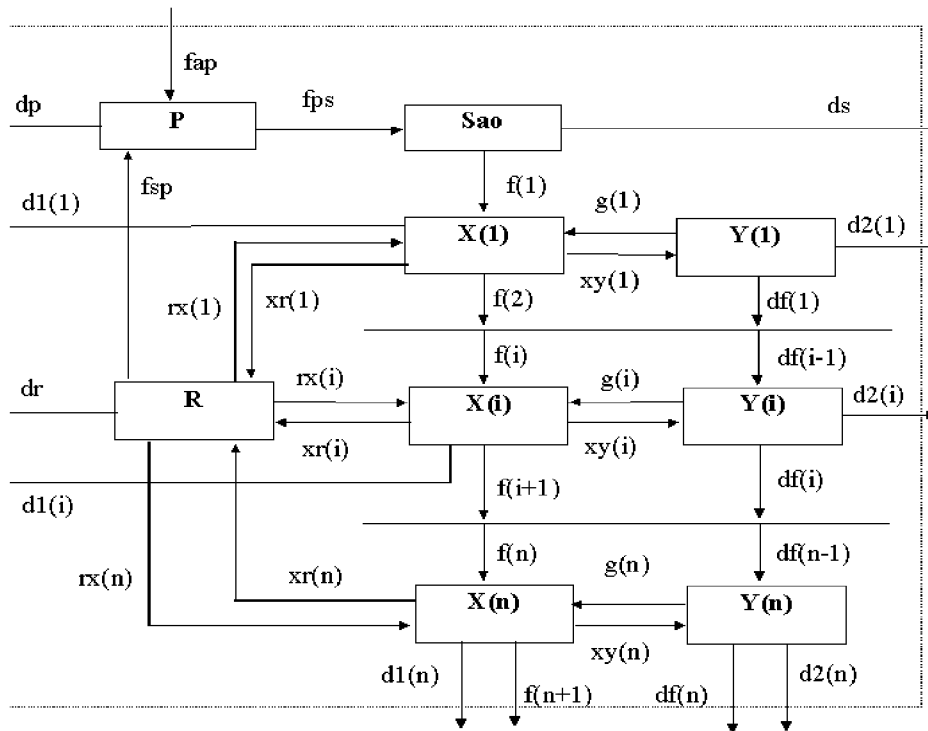 fap
dp
P
fps
Sao
ds
fsp
f(1)
d1(1)
g(1)
X(1)
Y(1)
d2(1)
rx(1)
xr(1)
f(2)
xy(1)
df(1)
f(i)
df(i-1)
dr
R
rx(i)
X(i)
g(i)
Y(i)
d2(i)
xr(i)
xy(i)
d1(i)
f(i+1)
df(i)
rx(n)
xr(n)
f(n)
g(n)
df(n-1)
X(n)
Y(n)
xy(n)
d1(n)
f(n+1)
df(n)
d2(n)